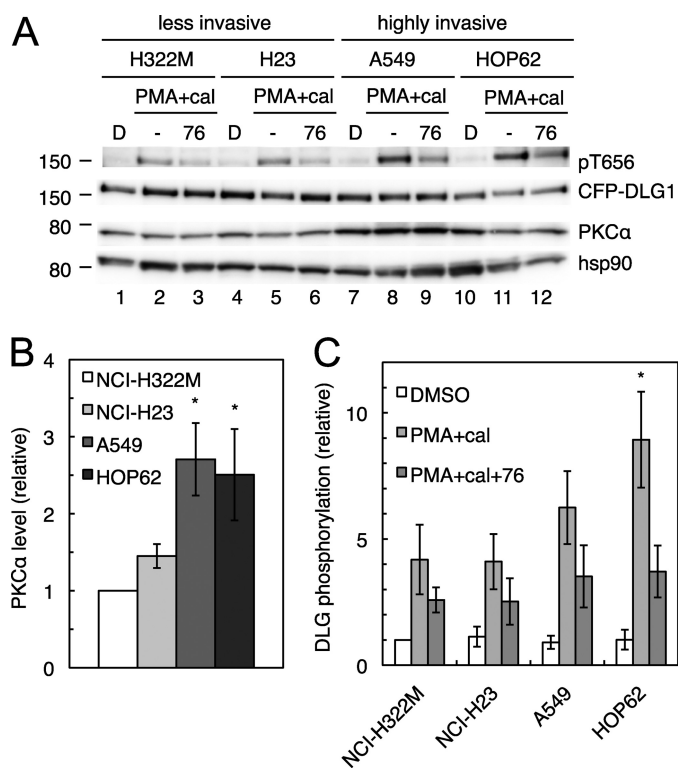 A
less invasive highly invasive
H322M H23 A549 HOP62
PMA+cal PMA+cal PMA+cal PMA+cal
D - 76 D - 76 D - 76 D - 76
150 pT656
150 CFP-DLG1
80 PKCα
80 hsp90
1 2 3 4 5 6 7 8 9 10 11 12
B
PKCα level (relative)
4
3
2
1
0
NCI-H322M
NCI-H23
A549
HOP62
* *
C
DLG phosphorylation (relative)
10
5
0
DMSO
PMA+cal
PMA+cal+76
*
NCI-H322M
NCI-H23
A549
HOP62